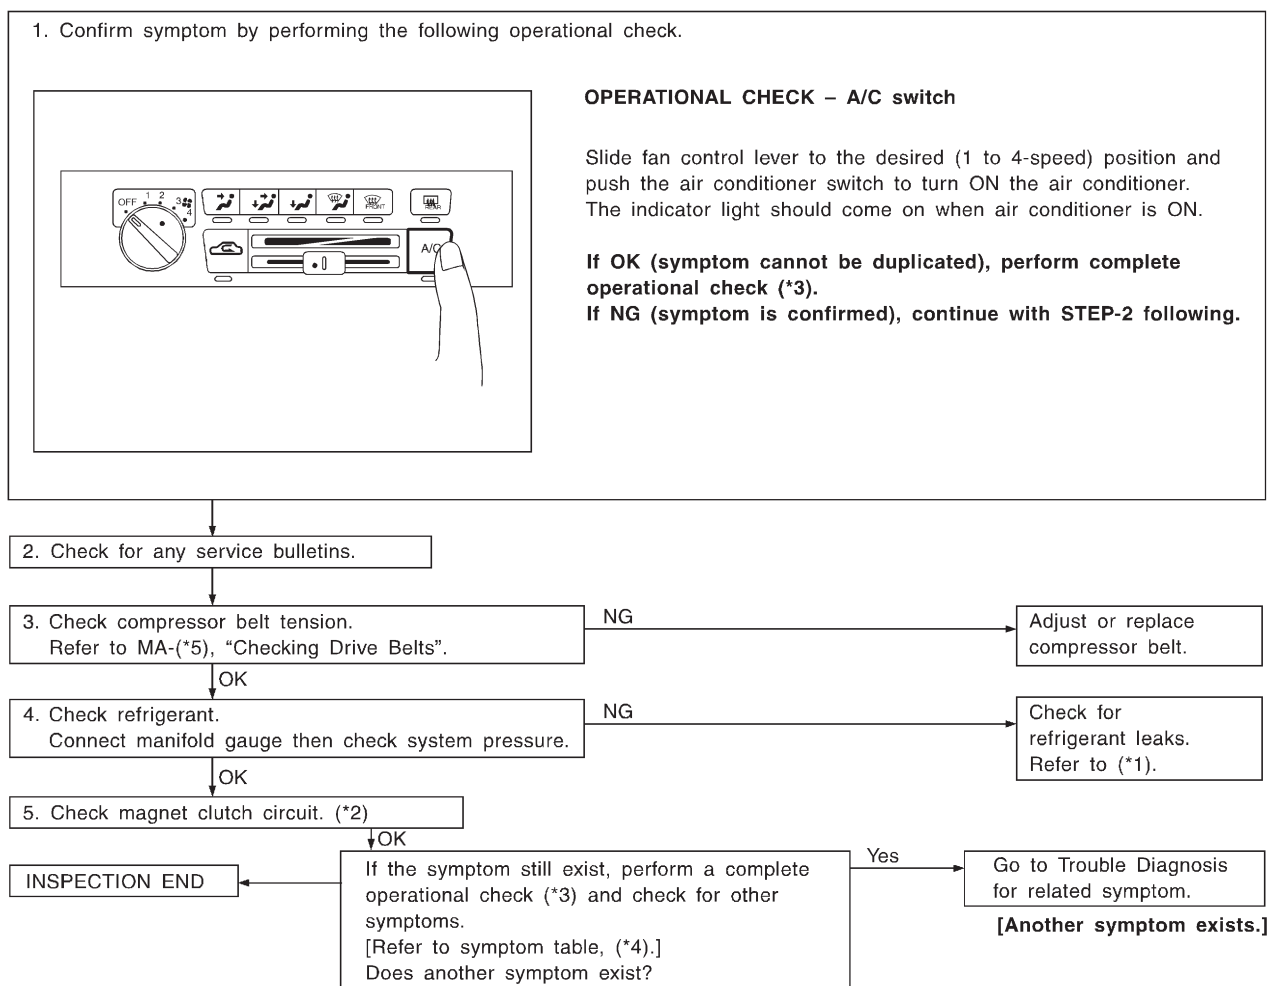 1. Confirm symptom by performing the following operational check.
OFF 1 2 3 4
FRONT
REAR
A/C
OPERATIONAL CHECK – A/C switch
Slide fan control lever to the desired (1 to 4-speed) position and
push the air conditioner switch to turn ON the air conditioner.
The indicator light should come on when air conditioner is ON.
If OK (symptom cannot be duplicated), perform complete
operational check (*3).
If NG (symptom is confirmed), continue with STEP-2 following.
2. Check for any service bulletins.
3. Check compressor belt tension.
Refer to MA-(*5), “Checking Drive Belts”.
NG
Adjust or replace
compressor belt.
OK
4. Check refrigerant.
Connect manifold gauge then check system pressure.
NG
Check for
refrigerant leaks.
Refer to (*1).
OK
5. Check magnet clutch circuit. (*2)
OK
INSPECTION END
If the symptom still exist, perform a complete
operational check (*3) and check for other
symptoms.
[Refer to symptom table, (*4).]
Does another symptom exist?
Yes
Go to Trouble Diagnosis
for related symptom.
[Another symptom exists.]